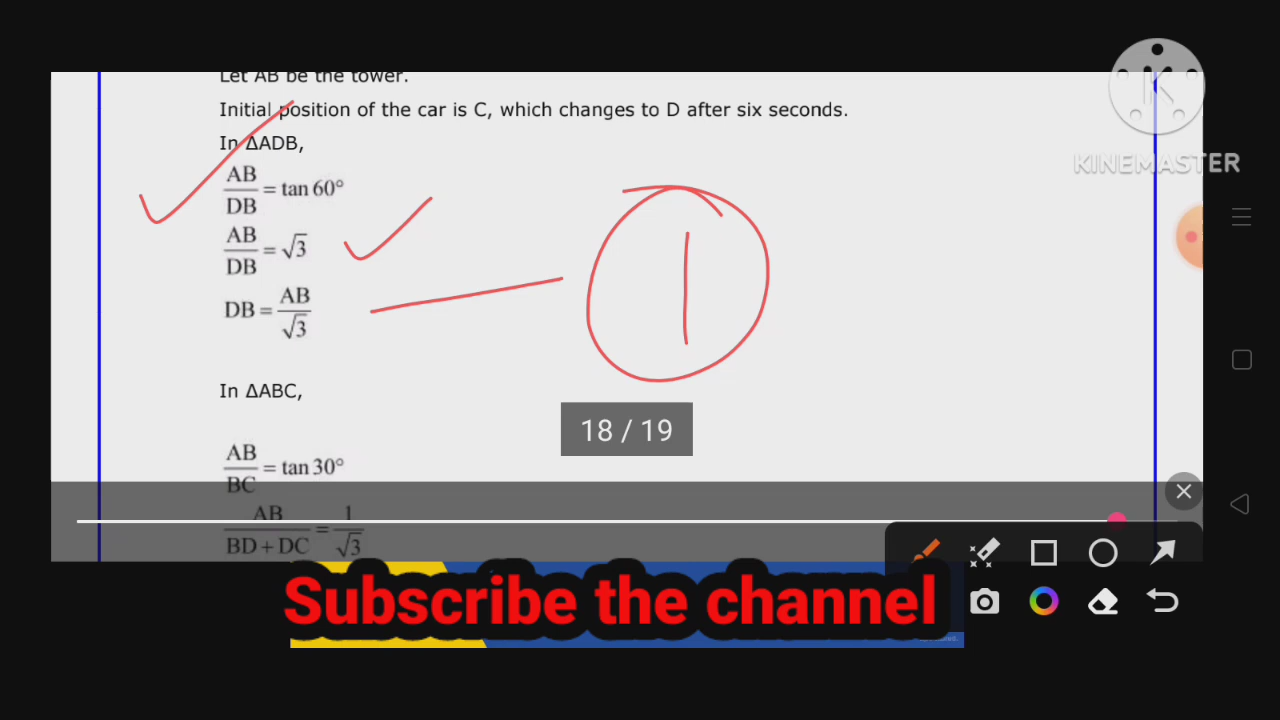 Let AB be the tower.
Initial position of the car is C, which changes to D after six seconds.
In ΔADB,
AB/DB = tan 60°
AB/DB = √3
DB = AB/√3
1
In ΔABC,
AB/BC = tan 30°
AB/BD + DC = 1/√3
18 / 19
KINEMASTER
Subscribe the channel